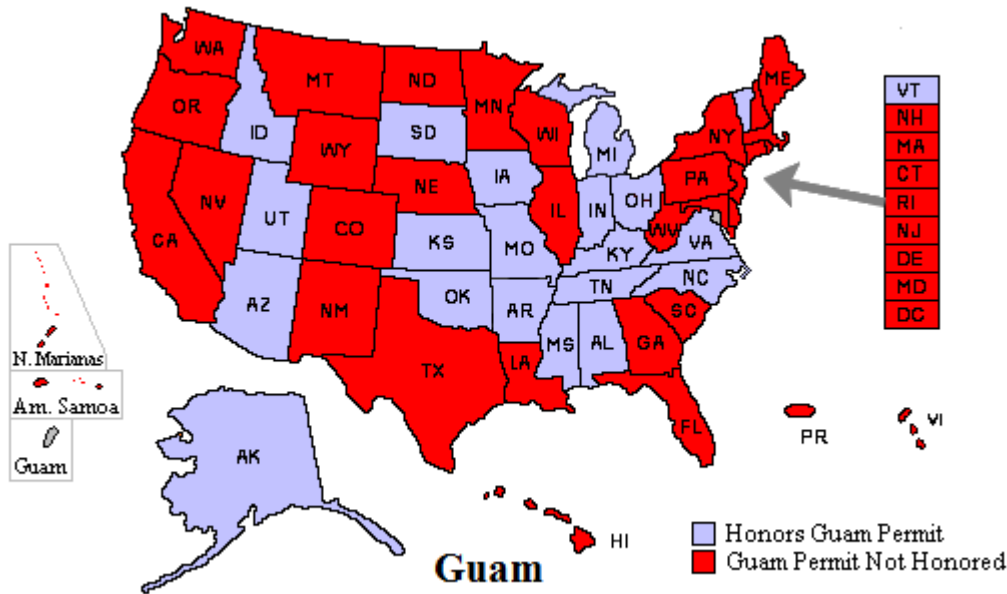 WA
MT
ND
MN
ME
VT
OR
ID
SD
WI
NY
NH
WY
MI
MA
NE
IA
PA
CT
NV
UT
CO
IL
IN
OH
RI
CA
KS
MO
WV
VA
NJ
KY
DE
AZ
NM
OK
AR
TN
NC
MD
SC
DC
MS
AL
GA
TX
LA
N. Marianas
Am. Samoa
FL
PR
VI
Guam
AK
HI
Honors Guam Permit
Guam Permit Not Honored
Guam